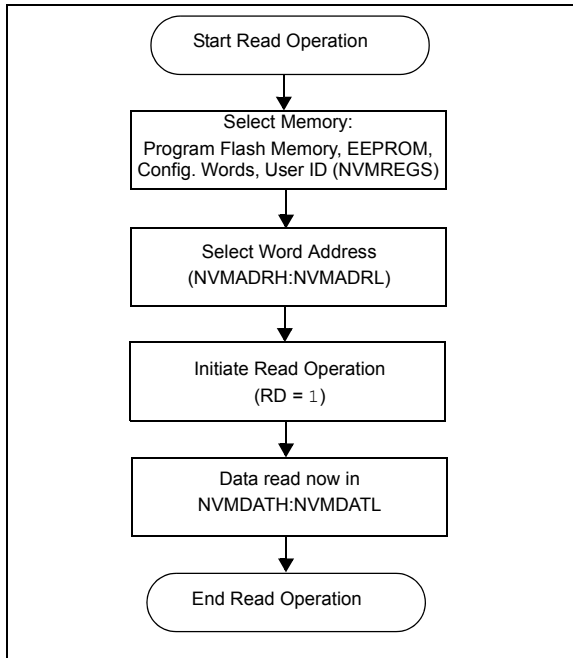 Start Read Operation
Select Memory:
Program Flash Memory, EEPROM,
Config. Words, User ID (NVMREGS)
Select Word Address
(NVMADRH:NVMADRL)
Initiate Read Operation
(RD = 1)
Data read now in
NVMDATH:NVMDATL
End Read Operation